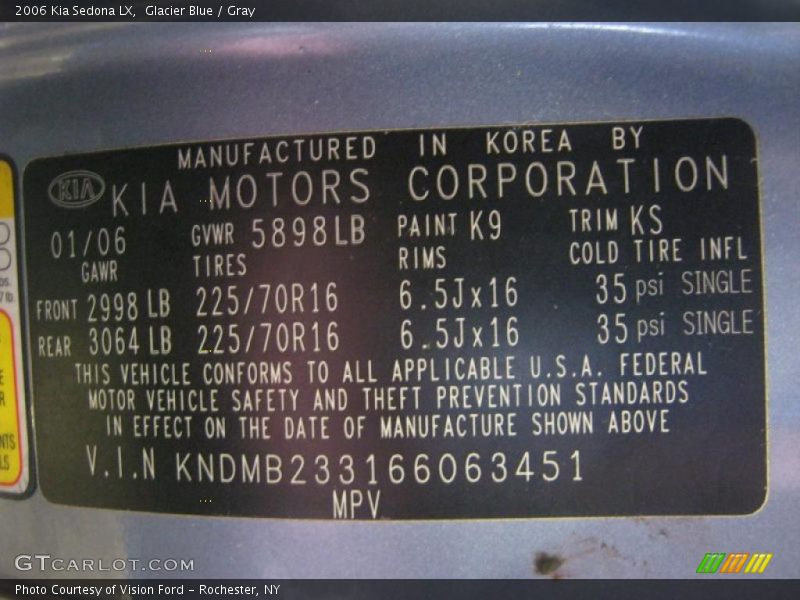 2006 Kia Sedona LX, Glacier Blue / Gray
MANUFACTURED IN KOREA BY
KIA KIA MOTORS CORPORATION
01/06 GVWR 5898LB PAINT K9 TRIM KS
GAWR TIRES RIMS COLD TIRE INFL
FRONT 2998 LB 225/70R16 6.5Jx16 35 psi SINGLE
REAR 3064 LB 225/70R16 6.5Jx16 35 psi SINGLE
THIS VEHICLE CONFORMS TO ALL APPLICABLE U.S.A. FEDERAL
MOTOR VEHICLE SAFETY AND THEFT PREVENTION STANDARDS
IN EFFECT ON THE DATE OF MANUFACTURE SHOWN ABOVE
V.I.N KNDMB233166063451
MPV
GTCARLOT.COM
Photo Courtesy of Vision Ford - Rochester, NY